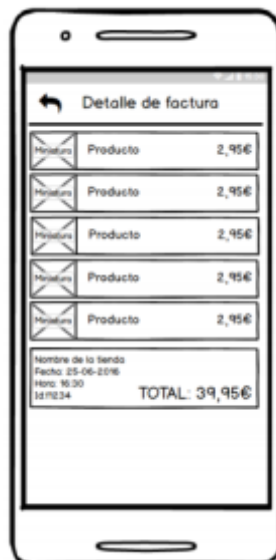 Detalle de factura
Miniatura Producto 2,95€
Miniatura Producto 2,95€
Miniatura Producto 2,95€
Miniatura Producto 2,95€
Miniatura Producto 2,95€
Nombre de la tienda
Fecha: 25-06-2016
Hora: 16:30
Id:11234 TOTAL: 39,95€